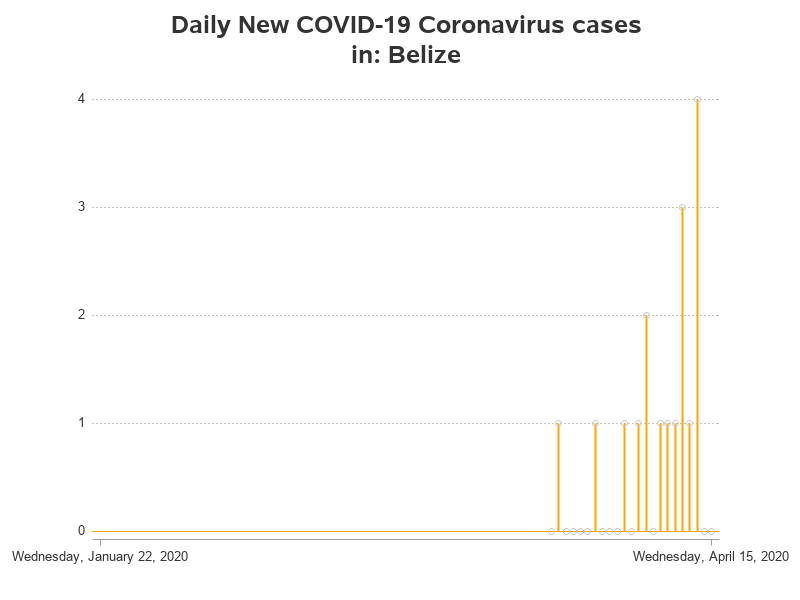 Daily New COVID-19 Coronavirus cases
in: Belize
4
3
2
1
0
Wednesday, January 22, 2020
Wednesday, April 15, 2020